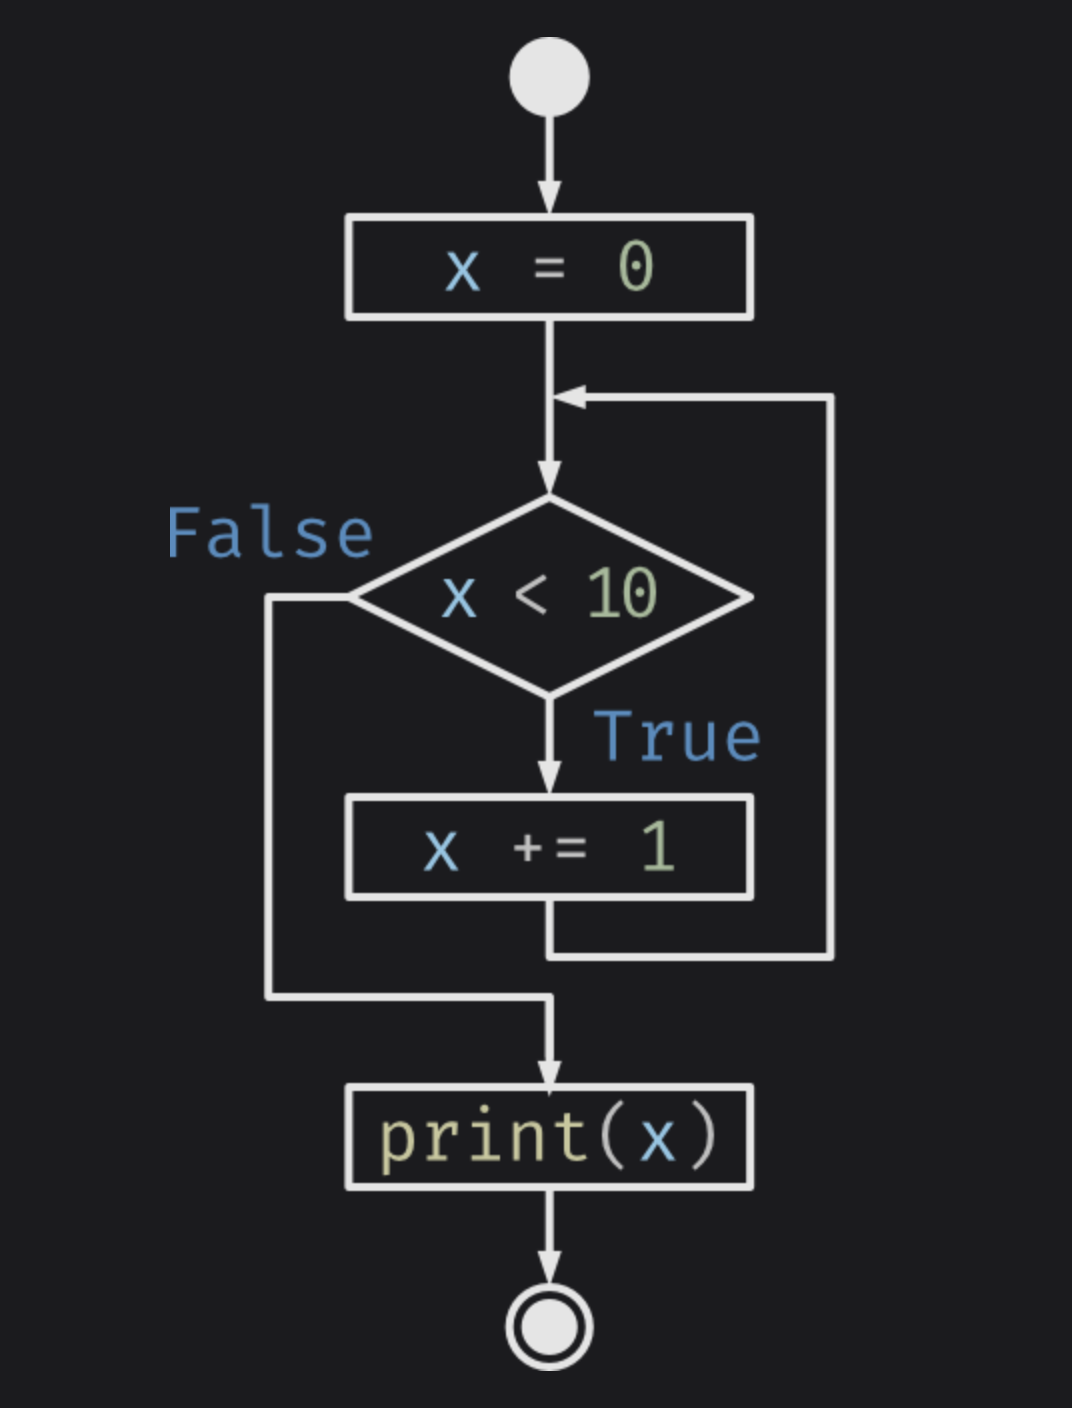 x = 0
False
x < 10
True
x += 1
print(x)